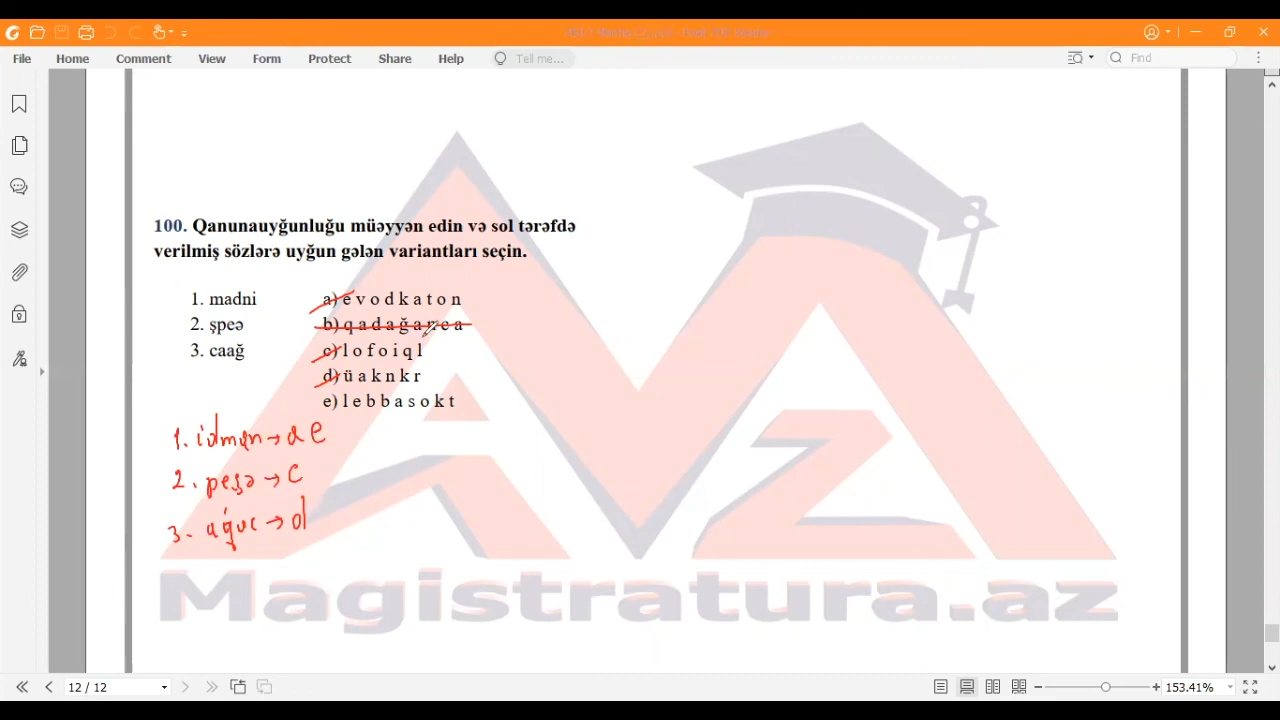 File Home Comment View Form Protect Share Help Tell me... Find
100. Qanunauyğunluğu müəyyən edin və sol tərəfdə
verilmiş sözlərə uyğun gələn variantları seçin.
1. madni a) e v o d k a t o n
2. şpeə b) q a d a ğ a n c a
3. caağ c) l o f o i q l
d) ü a k n k r
e) l e b b a s o k t
1. idman → a e
2. peşə → c
3. ağac → d
Magistratura.az
12 / 12 153.41%